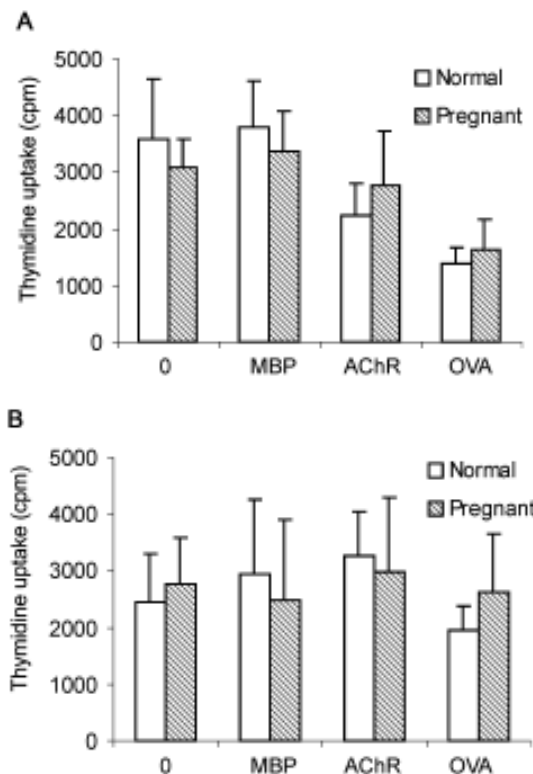 A
Thymidine uptake (cpm)
5000
4000
3000
2000
1000
0
Normal
Pregnant
0 MBP AChR OVA
B
Thymidine uptake (cpm)
5000
4000
3000
2000
1000
0
Normal
Pregnant
0 MBP AChR OVA